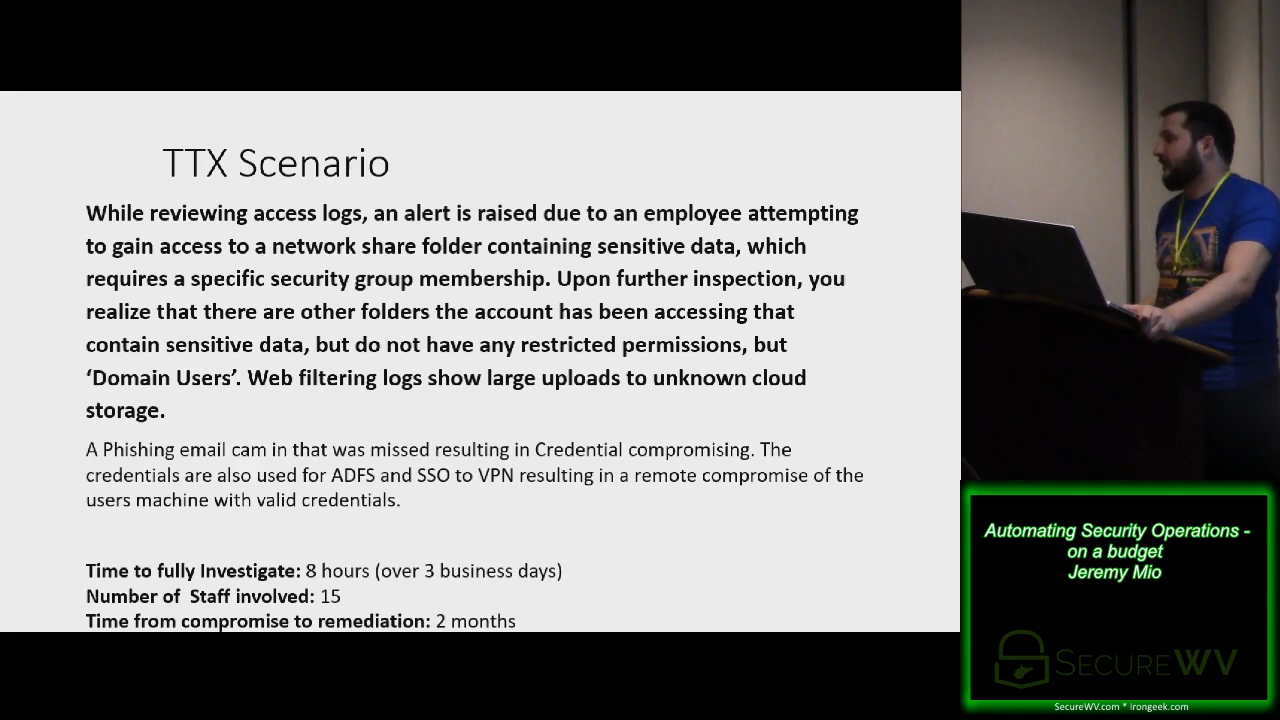 TTX Scenario
While reviewing access logs, an alert is raised due to an employee attempting
to gain access to a network share folder containing sensitive data, which
requires a specific security group membership. Upon further inspection, you
realize that there are other folders the account has been accessing that
contain sensitive data, but do not have any restricted permissions, but
‘Domain Users’. Web filtering logs show large uploads to unknown cloud
storage.
A Phishing email cam in that was missed resulting in Credential compromising. The
credentials are also used for ADFS and SSO to VPN resulting in a remote compromise of the
users machine with valid credentials.
Time to fully Investigate: 8 hours (over 3 business days)
Number of  Staff involved: 15
Time from compromise to remediation: 2 months
Automating Security Operations -
on a budget
Jeremy Mio
SECUREWV
SecureWV.com * irongeek.com